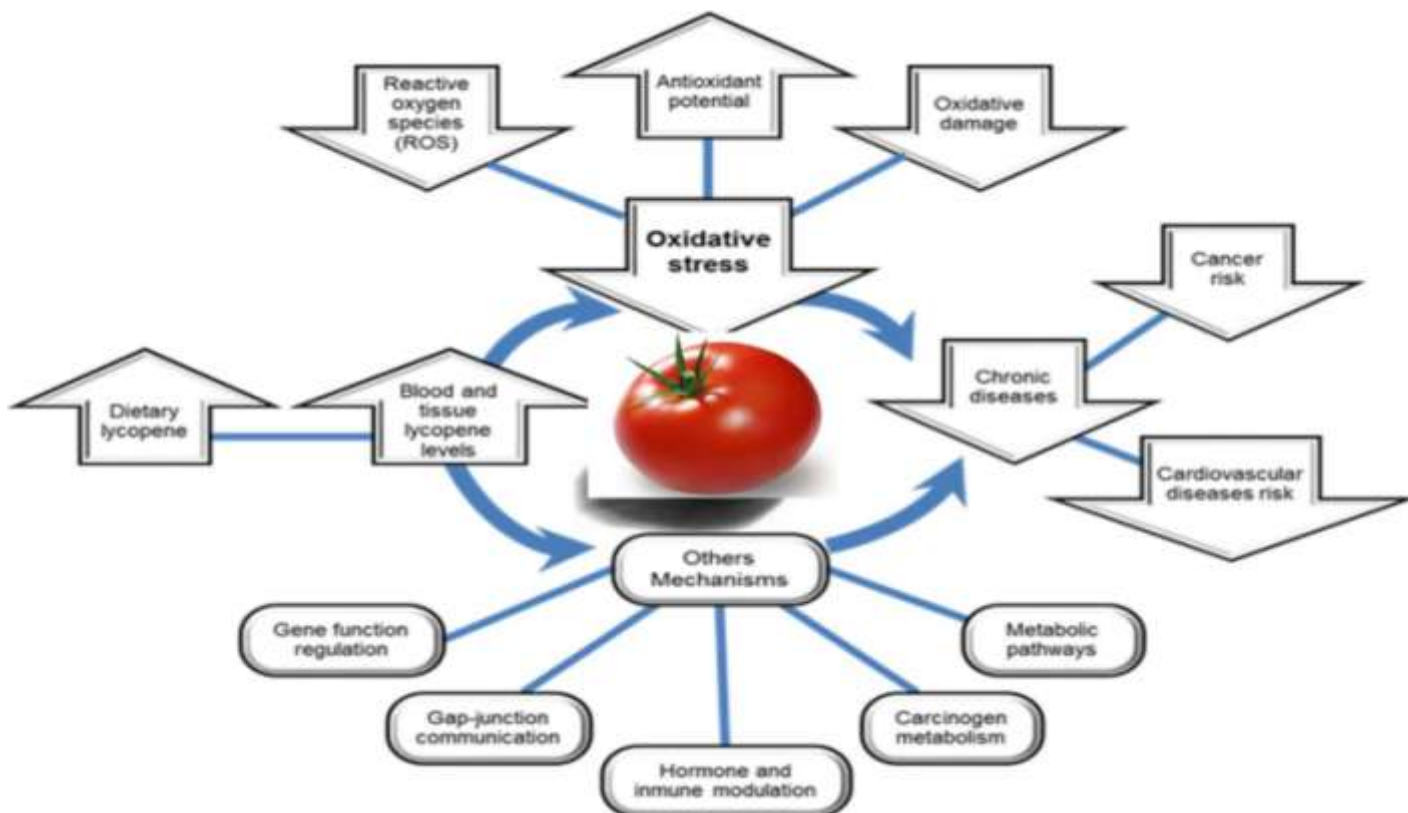 Reactive
oxygen
species
(ROS)
Antioxidant
potential
Oxidative
damage
Oxidative
stress
Cancer
risk
Dietary
lycopene
Blood and
tissue
lycopene
levels
Chronic
diseases
Cardiovascular
diseases risk
Others
Mechanisms
Gene function
regulation
Gap-junction
communication
Hormone and
inmune modulation
Carcinogen
metabolism
Metabolic
pathways